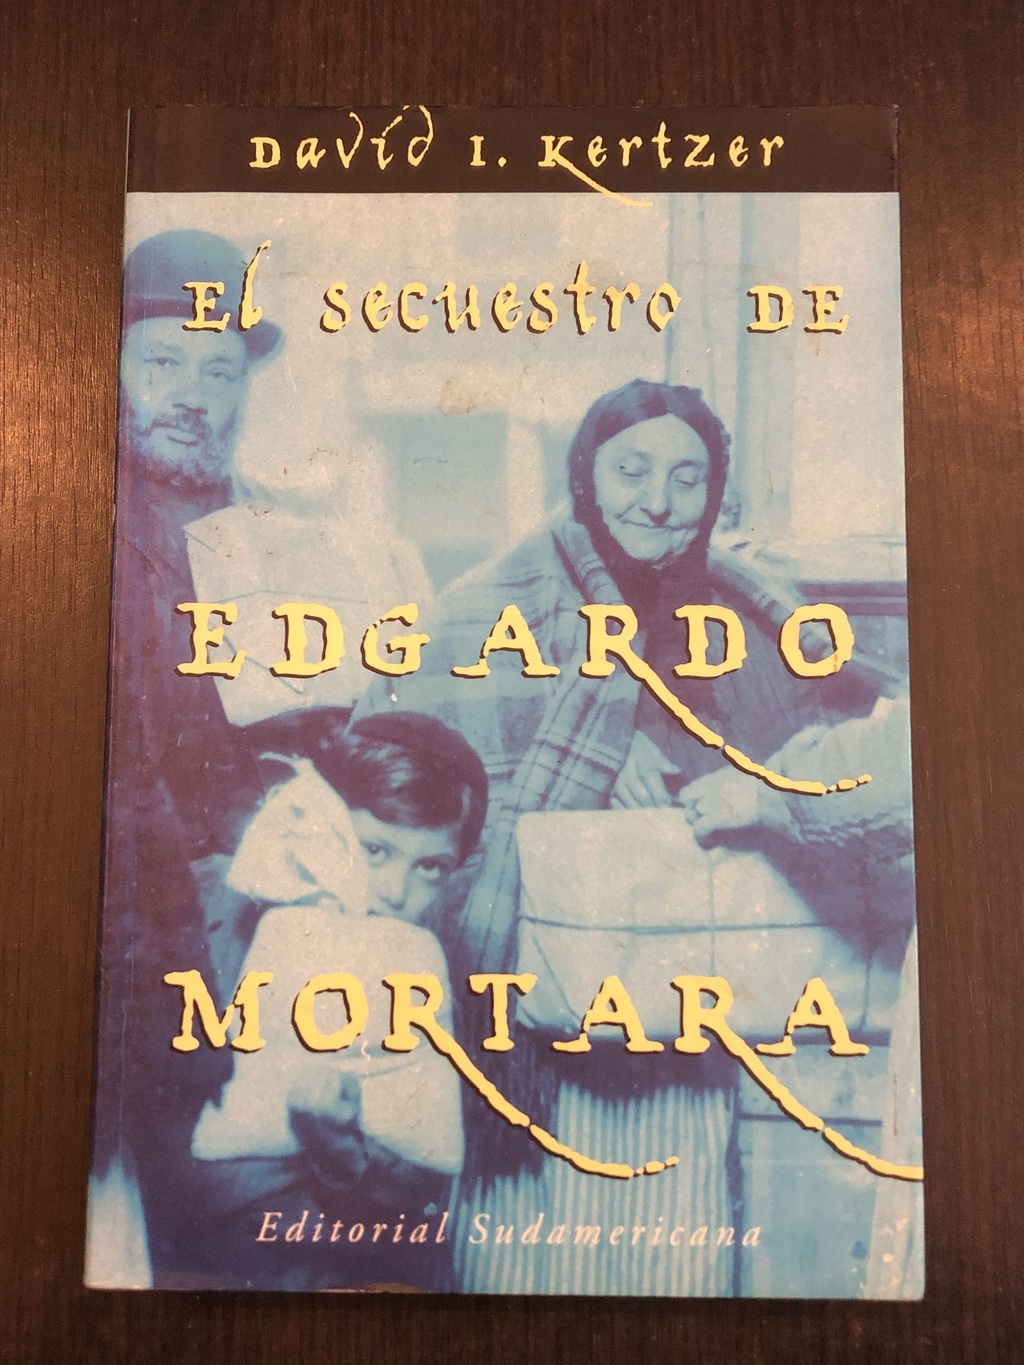 David I. Kertzer
El secuestro DE
EDGARDO
MORTARA
Editorial Sudamericana